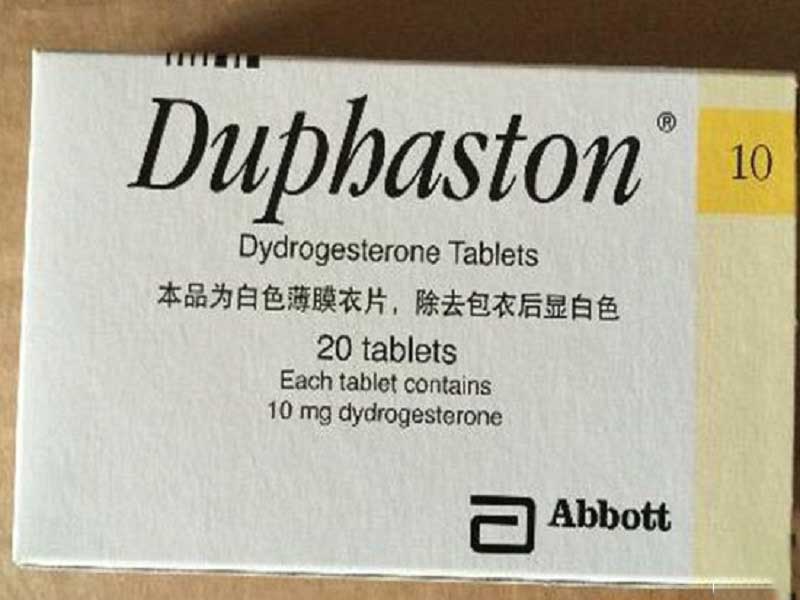 Duphaston®
10
Dydrogesterone Tablets
本品为白色薄膜衣片，除去包衣后显白色
20 tablets
Each tablet contains
10 mg dydrogesterone
Abbott